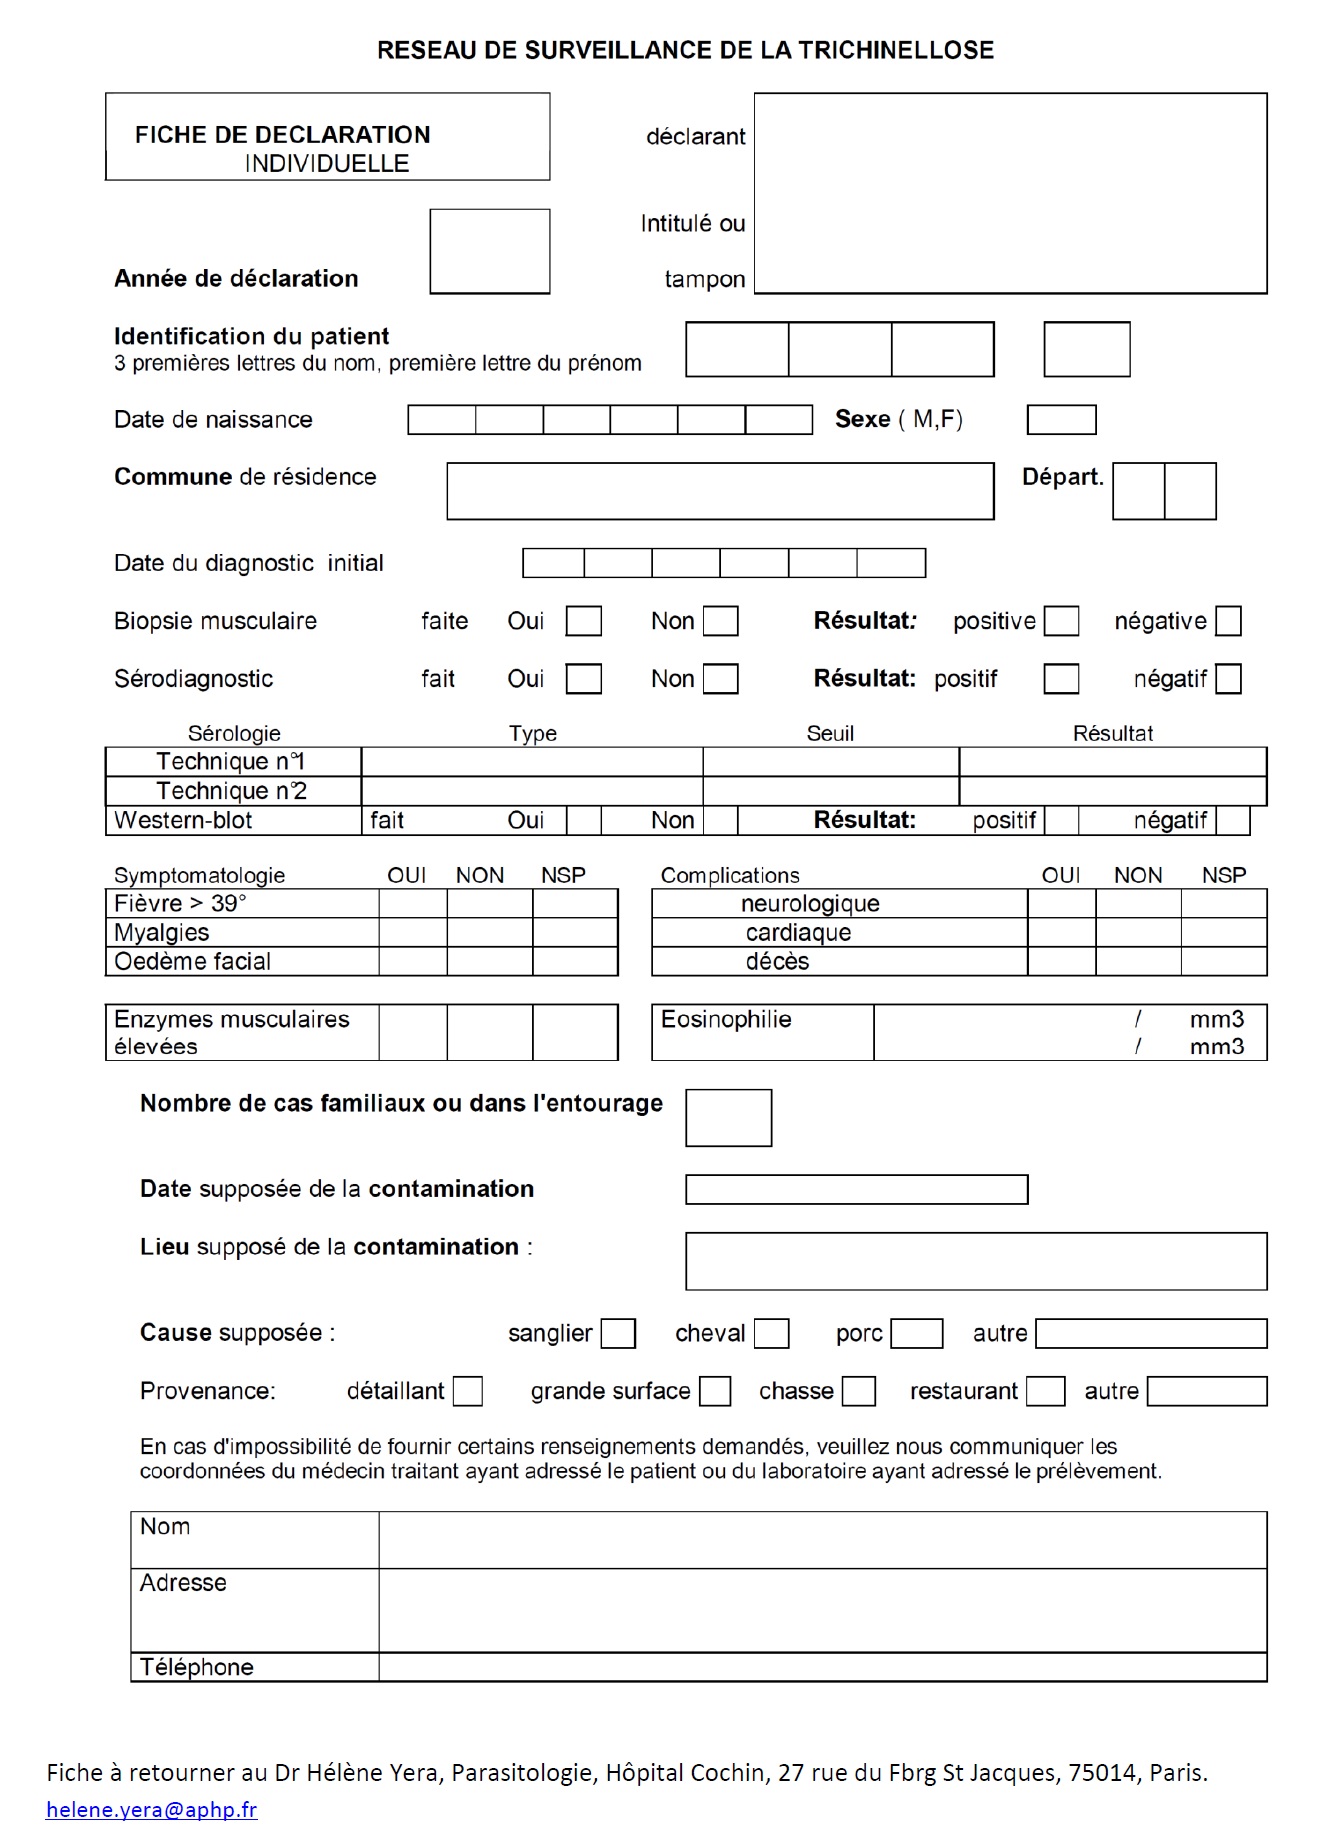 RESEAU DE SURVEILLANCE DE LA TRICHINELLOSE
FICHE DE DECLARATION
INDIVIDUELLE
déclarant
Intitulé ou
tampon
Année de déclaration
Identification du patient
3 premières lettres du nom, première lettre du prénom
Date de naissance Sexe ( M,F)
Commune de résidence Départ.
Date du diagnostic initial
Biopsie musculaire faite Oui Non Résultat: positive négative
Sérodiagnostic fait Oui Non Résultat: positif négatif
Sérologie Type Seuil Résultat
Technique n°1
Technique n°2
Western-blot fait Oui Non Résultat: positif négatif
Symptomatologie OUI NON NSP Complications OUI NON NSP
Fièvre > 39° neurologique
Myalgies cardiaque
Oedème facial décès
Enzymes musculaires Eosinophilie / mm3
élevées / mm3
Nombre de cas familiaux ou dans l'entourage
Date supposée de la contamination
Lieu supposé de la contamination :
Cause supposée : sanglier cheval porc autre
Provenance: détaillant grande surface chasse restaurant autre
En cas d'impossibilité de fournir certains renseignements demandés, veuillez nous communiquer les
coordonnées du médecin traitant ayant adressé le patient ou du laboratoire ayant adressé le prélèvement.
Nom
Adresse
Téléphone
Fiche à retourner au Dr Hélène Yera, Parasitologie, Hôpital Cochin, 27 rue du Fbrg St Jacques, 75014, Paris.
helene.yera@aphp.fr